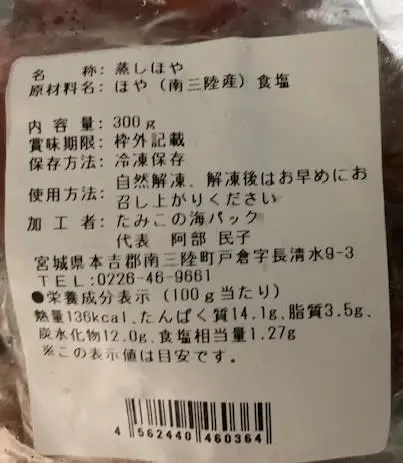 名　　称: 蒸しほや
原材料名: ほや（南三陸産）食塩
内 容 量: 300g
賞味期限: 枠外記載
保存方法: 冷凍保存
使用方法: 自然解凍、解凍後はお早めにお
召し上がりください
加 工 者: たみこの海パック
代表　阿部 民子
宮城県本吉郡南三陸町戸倉字長清水9-3
TEL:0226-46-9661
●栄養成分表示（100g当たり）
熱量136kcal、たんぱく質14.1g、脂質3.5g、
炭水化物12.0g、食塩相当量1.27g
※この表示値は目安です。
4 562440 460364